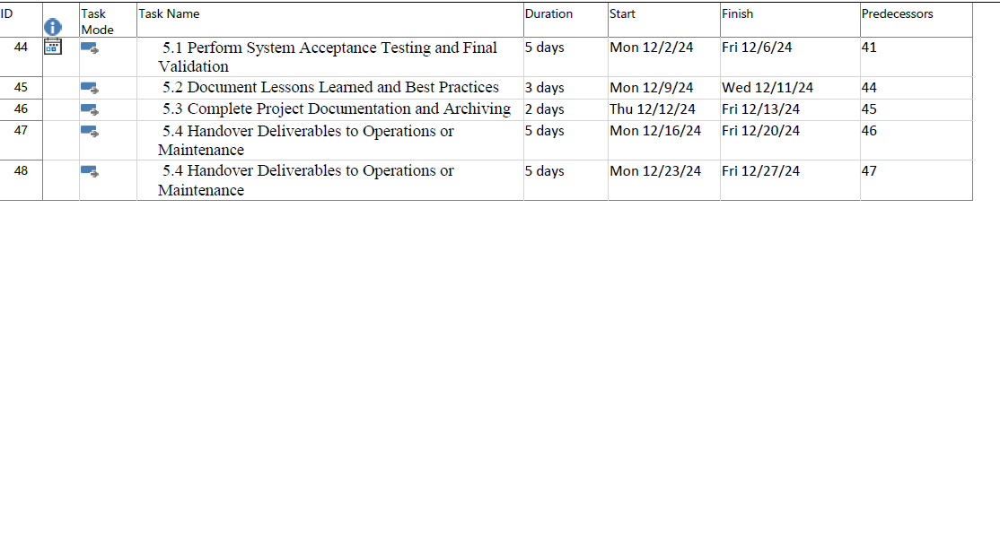 ID Task Mode Task Name Duration Start Finish Predecessors
44 5.1 Perform System Acceptance Testing and Final Validation 5 days Mon 12/2/24 Fri 12/6/24 41
45 5.2 Document Lessons Learned and Best Practices 3 days Mon 12/9/24 Wed 12/11/24 44
46 5.3 Complete Project Documentation and Archiving 2 days Thu 12/12/24 Fri 12/13/24 45
47 5.4 Handover Deliverables to Operations or Maintenance 5 days Mon 12/16/24 Fri 12/20/24 46
48 5.4 Handover Deliverables to Operations or Maintenance 5 days Mon 12/23/24 Fri 12/27/24 47